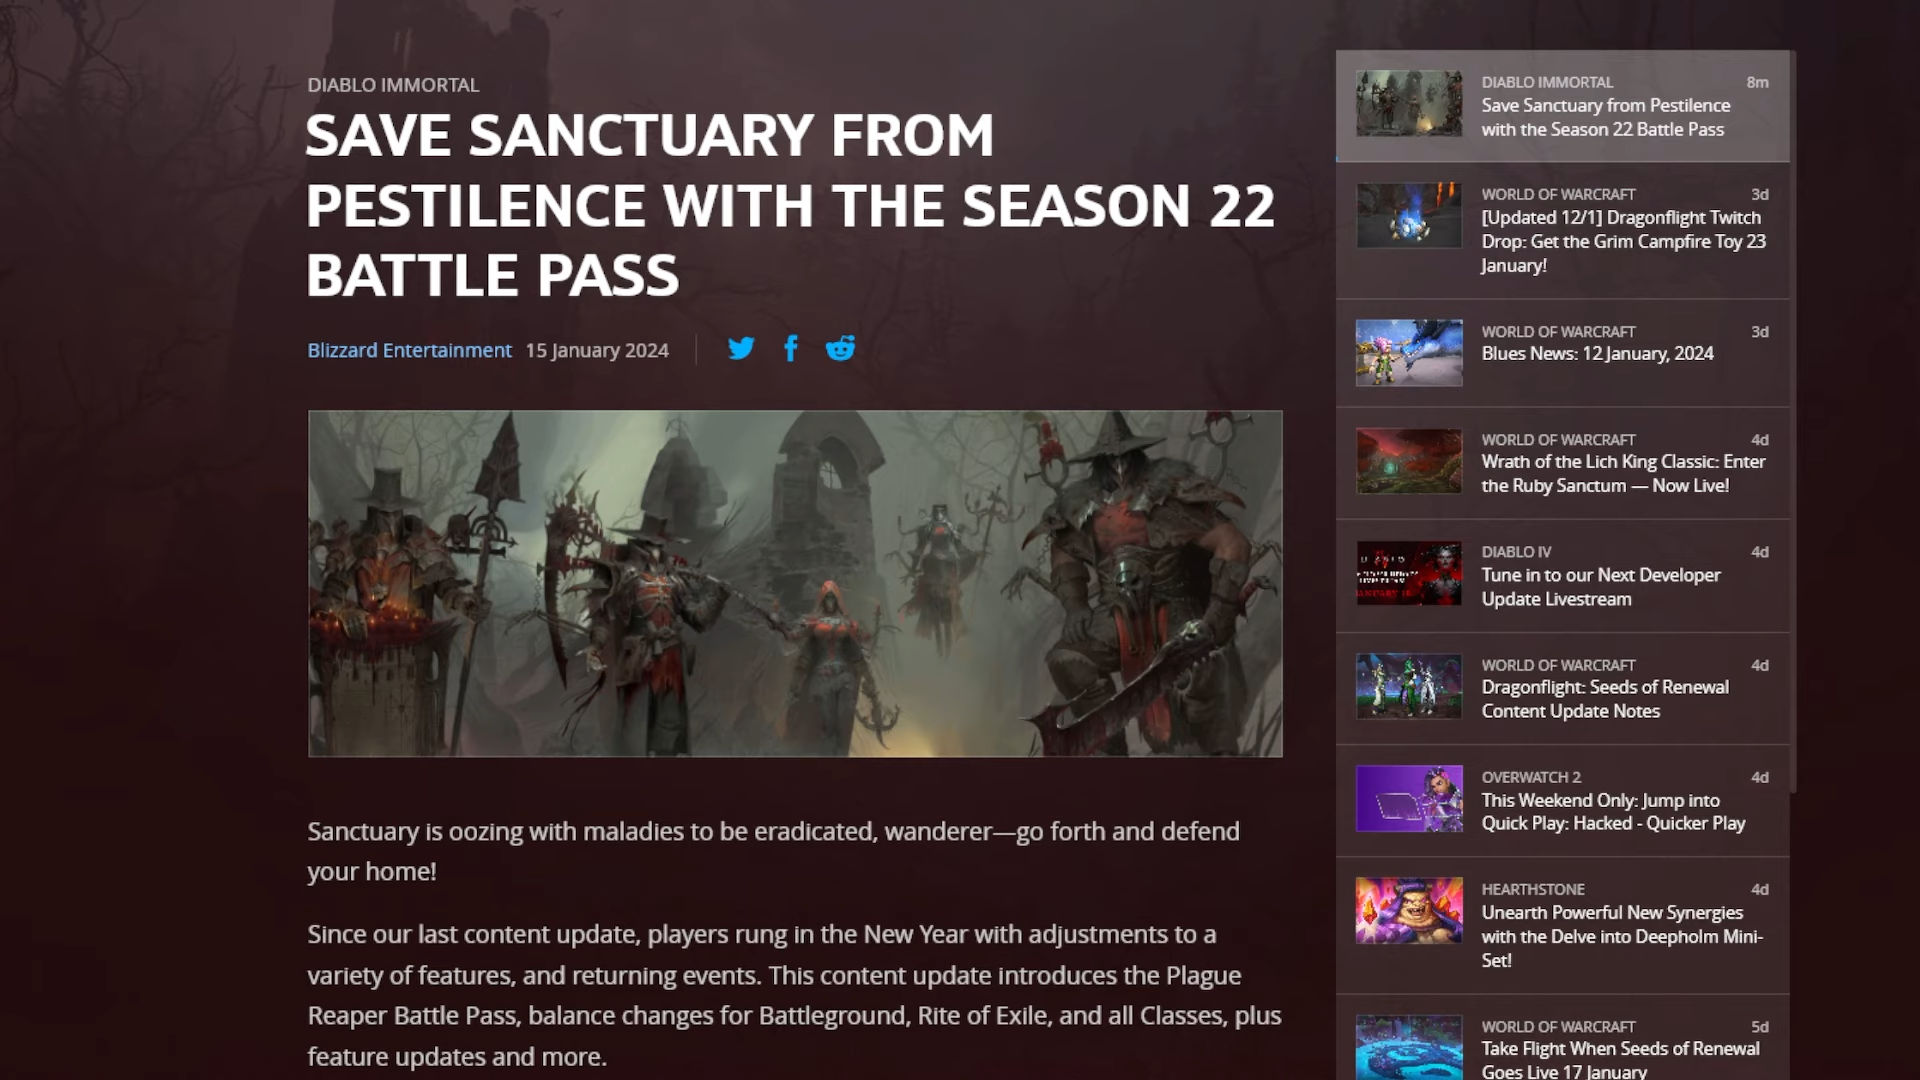 DIABLO IMMORTAL
SAVE SANCTUARY FROM
PESTILENCE WITH THE SEASON 22
BATTLE PASS
Blizzard Entertainment 15 January 2024
Sanctuary is oozing with maladies to be eradicated, wanderer—go forth and defend
your home!
Since our last content update, players rung in the New Year with adjustments to a
variety of features, and returning events. This content update introduces the Plague
Reaper Battle Pass, balance changes for Battleground, Rite of Exile, and all Classes, plus
feature updates and more.
DIABLO IMMORTAL 8m
Save Sanctuary from Pestilence
with the Season 22 Battle Pass
WORLD OF WARCRAFT 3d
[Updated 12/1] Dragonflight Twitch
Drop: Get the Grim Campfire Toy 23
January!
WORLD OF WARCRAFT 3d
Blues News: 12 January, 2024
WORLD OF WARCRAFT 4d
Wrath of the Lich King Classic: Enter
the Ruby Sanctum — Now Live!
DIABLO IV 4d
Tune in to our Next Developer
Update Livestream
WORLD OF WARCRAFT 4d
Dragonflight: Seeds of Renewal
Content Update Notes
OVERWATCH 2 4d
This Weekend Only: Jump into
Quick Play: Hacked - Quicker Play
HEARTHSTONE 4d
Unearth Powerful New Synergies
with the Delve into Deepholm Mini-
Set!
WORLD OF WARCRAFT 5d
Take Flight When Seeds of Renewal
Goes Live 17 January